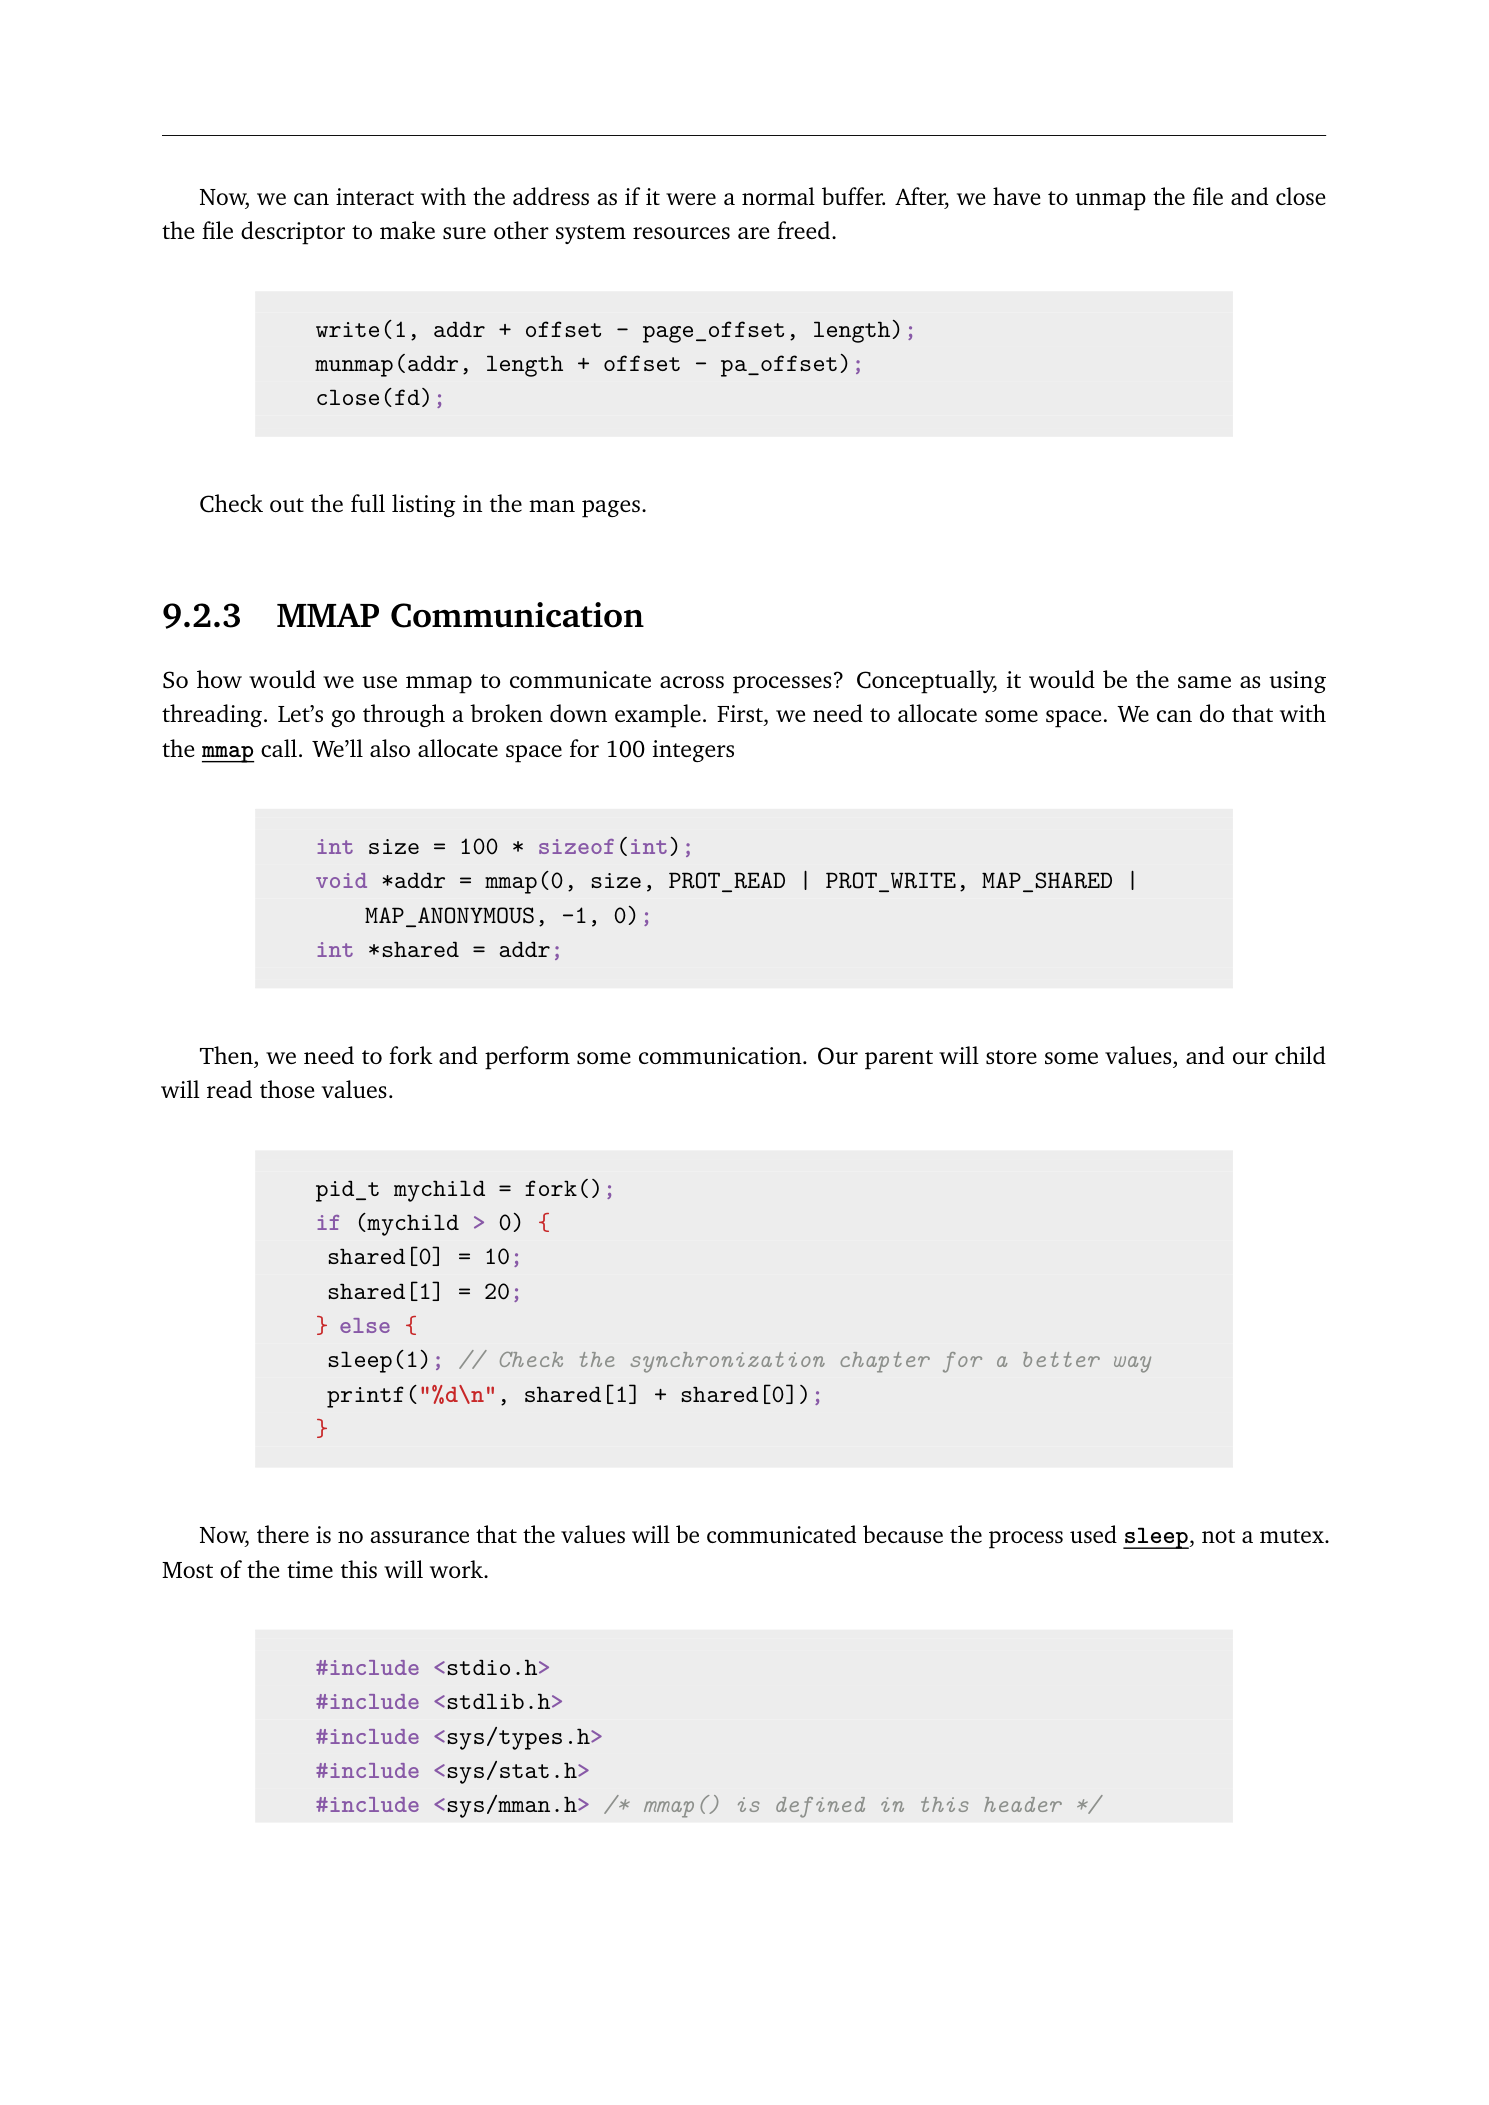 Now, we can interact with the address as if it were a normal buffer. After, we have to unmap the file and close
the file descriptor to make sure other system resources are freed.
write(1, addr + offset - page_offset, length);
munmap(addr, length + offset - pa_offset);
close(fd);
Check out the full listing in the man pages.
9.2.3 MMAP Communication
So how would we use mmap to communicate across processes? Conceptually, it would be the same as using
threading. Let’s go through a broken down example. First, we need to allocate some space. We can do that with
the mmap call. We’ll also allocate space for 100 integers
int size = 100 * sizeof(int);
void *addr = mmap(0, size, PROT_READ | PROT_WRITE, MAP_SHARED |
MAP_ANONYMOUS, -1, 0);
int *shared = addr;
Then, we need to fork and perform some communication. Our parent will store some values, and our child
will read those values.
pid_t mychild = fork();
if (mychild > 0) {
shared[0] = 10;
shared[1] = 20;
} else {
sleep(1); // Check the synchronization chapter for a better way
printf("%d\n", shared[1] + shared[0]);
}
Now, there is no assurance that the values will be communicated because the process used sleep, not a mutex.
Most of the time this will work.
#include <stdio.h>
#include <stdlib.h>
#include <sys/types.h>
#include <sys/stat.h>
#include <sys/mman.h> /* mmap() is defined in this header */